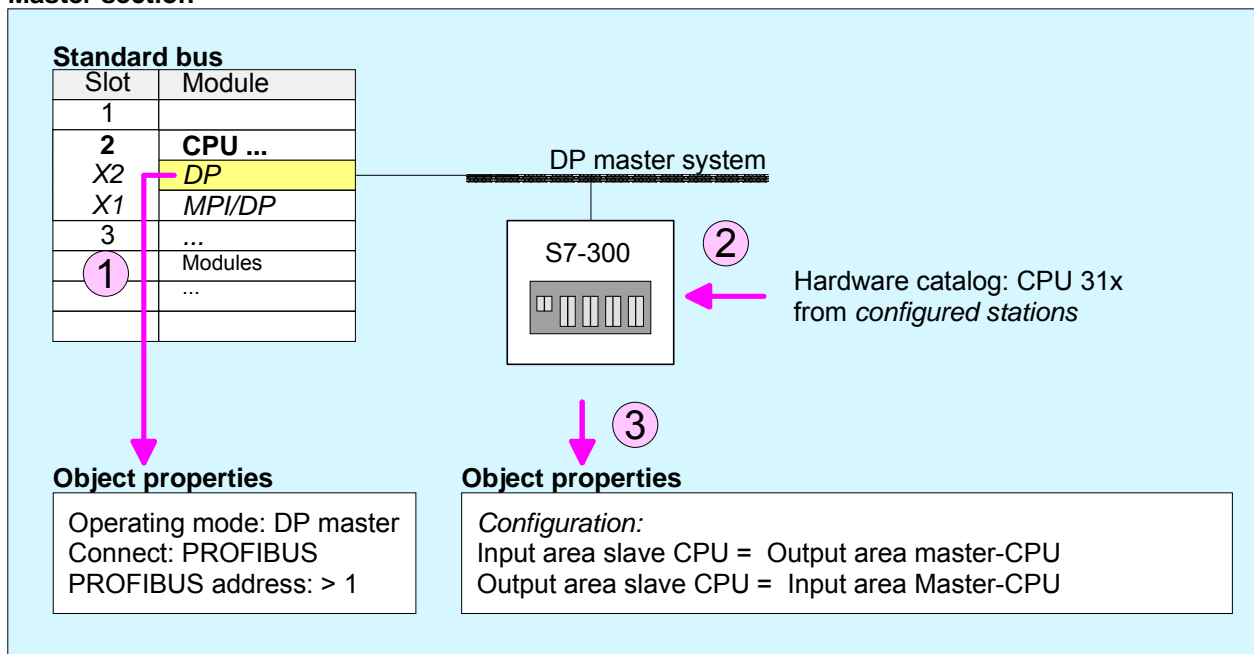 Master section
Standard bus
Slot Module
1
2 CPU ...
X2 DP
X1 MPI/DP
3 ...
Modules
...
1
DP master system
S7-300
2
Hardware catalog: CPU 31x
from configured stations
3
Object properties
Operating mode: DP master
Connect: PROFIBUS
PROFIBUS address: > 1
Object properties
Configuration:
Input area slave CPU = Output area master-CPU
Output area slave CPU = Input area Master-CPU